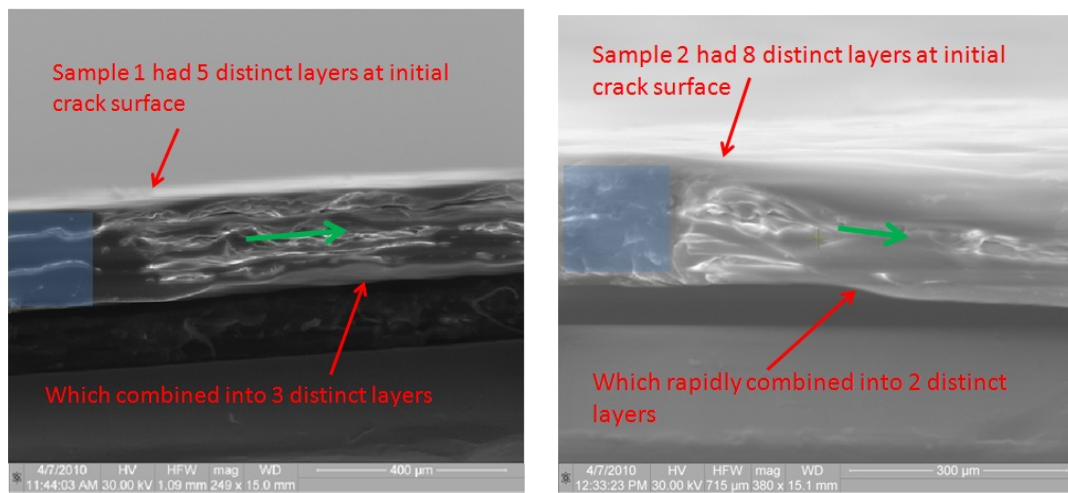 Sample 1 had 5 distinct layers at initial
crack surface
Which combined into 3 distinct layers
4/7/2010 HV HFW mag WD 400 µm
11:44:03 AM 30.00 kV 1.09 mm 249 x 15.0 mm
Sample 2 had 8 distinct layers at initial
crack surface
Which rapidly combined into 2 distinct
layers
4/7/2010 HV HFW mag WD 300 µm
12:33:23 PM 30.00 kV 715 µm 380 x 15.1 mm